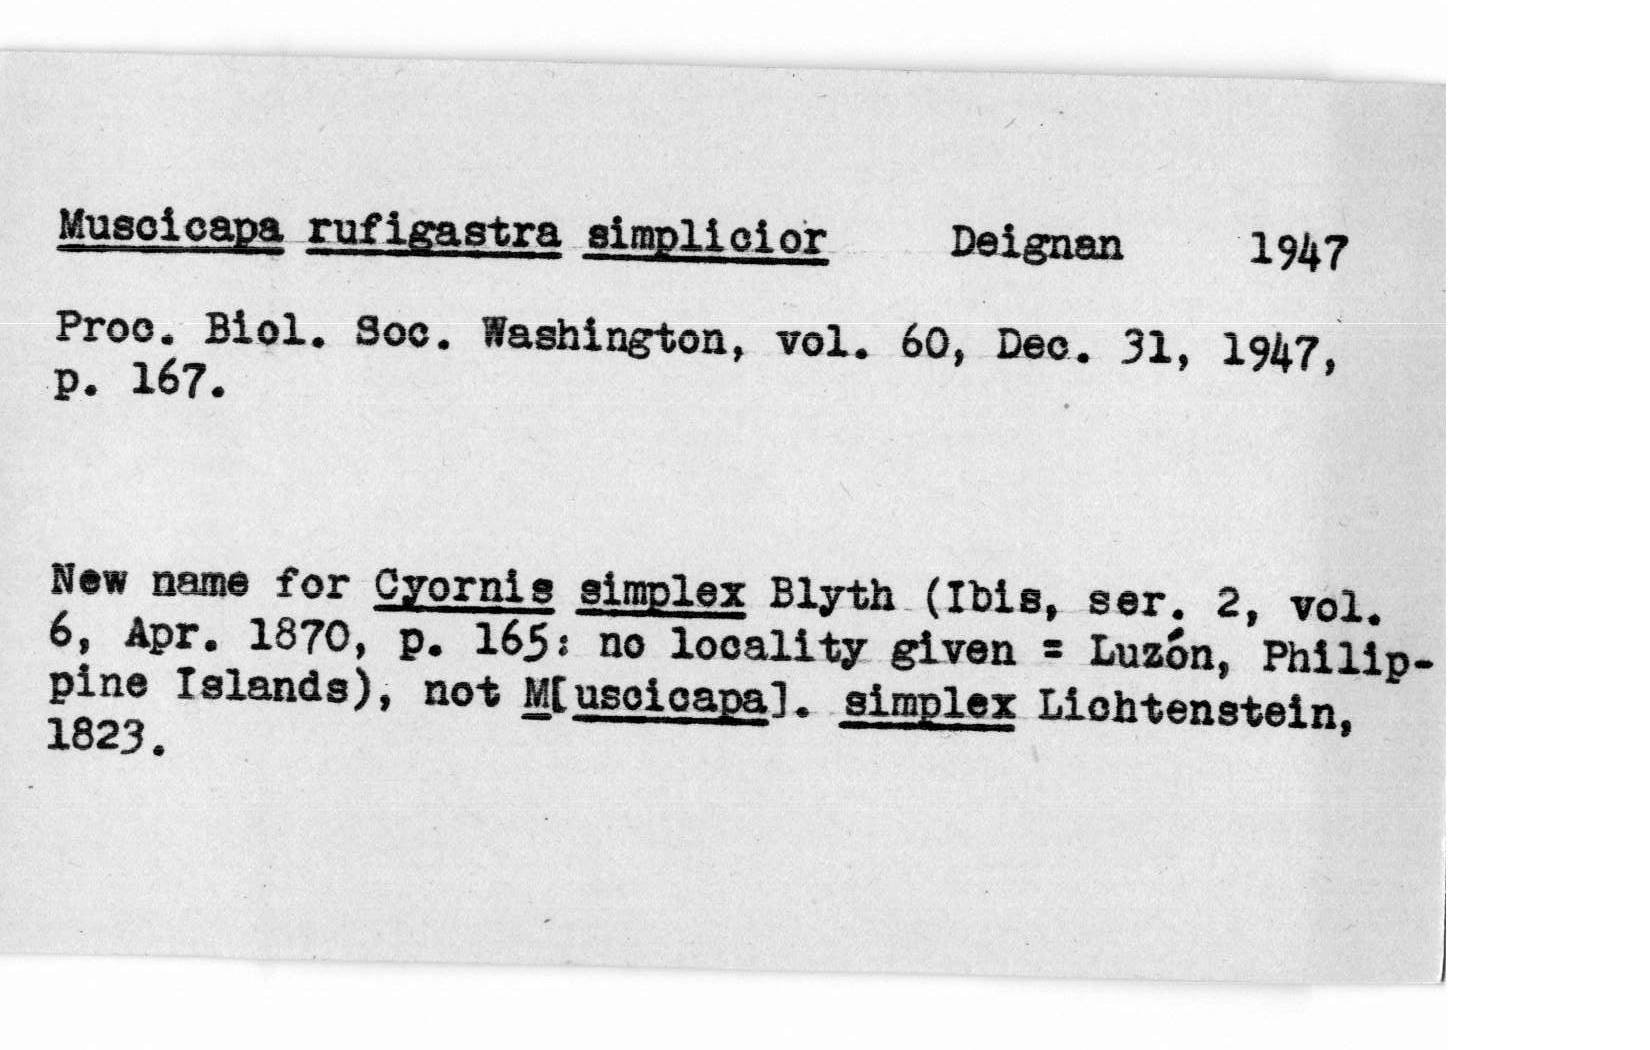 Muscicapa rufigastra simplicior Deignan 1947
Proc. Biol. Soc. Washington, vol. 60, Dec. 31, 1947,
p. 167.
New name for Cyornis simplex Blyth (Ibis, ser. 2, vol.
6, Apr. 1870, p. 165: no locality given = Luzón, Philip-
pine Islands), not M[uscicapa]. simplex Lichtenstein,
1823.